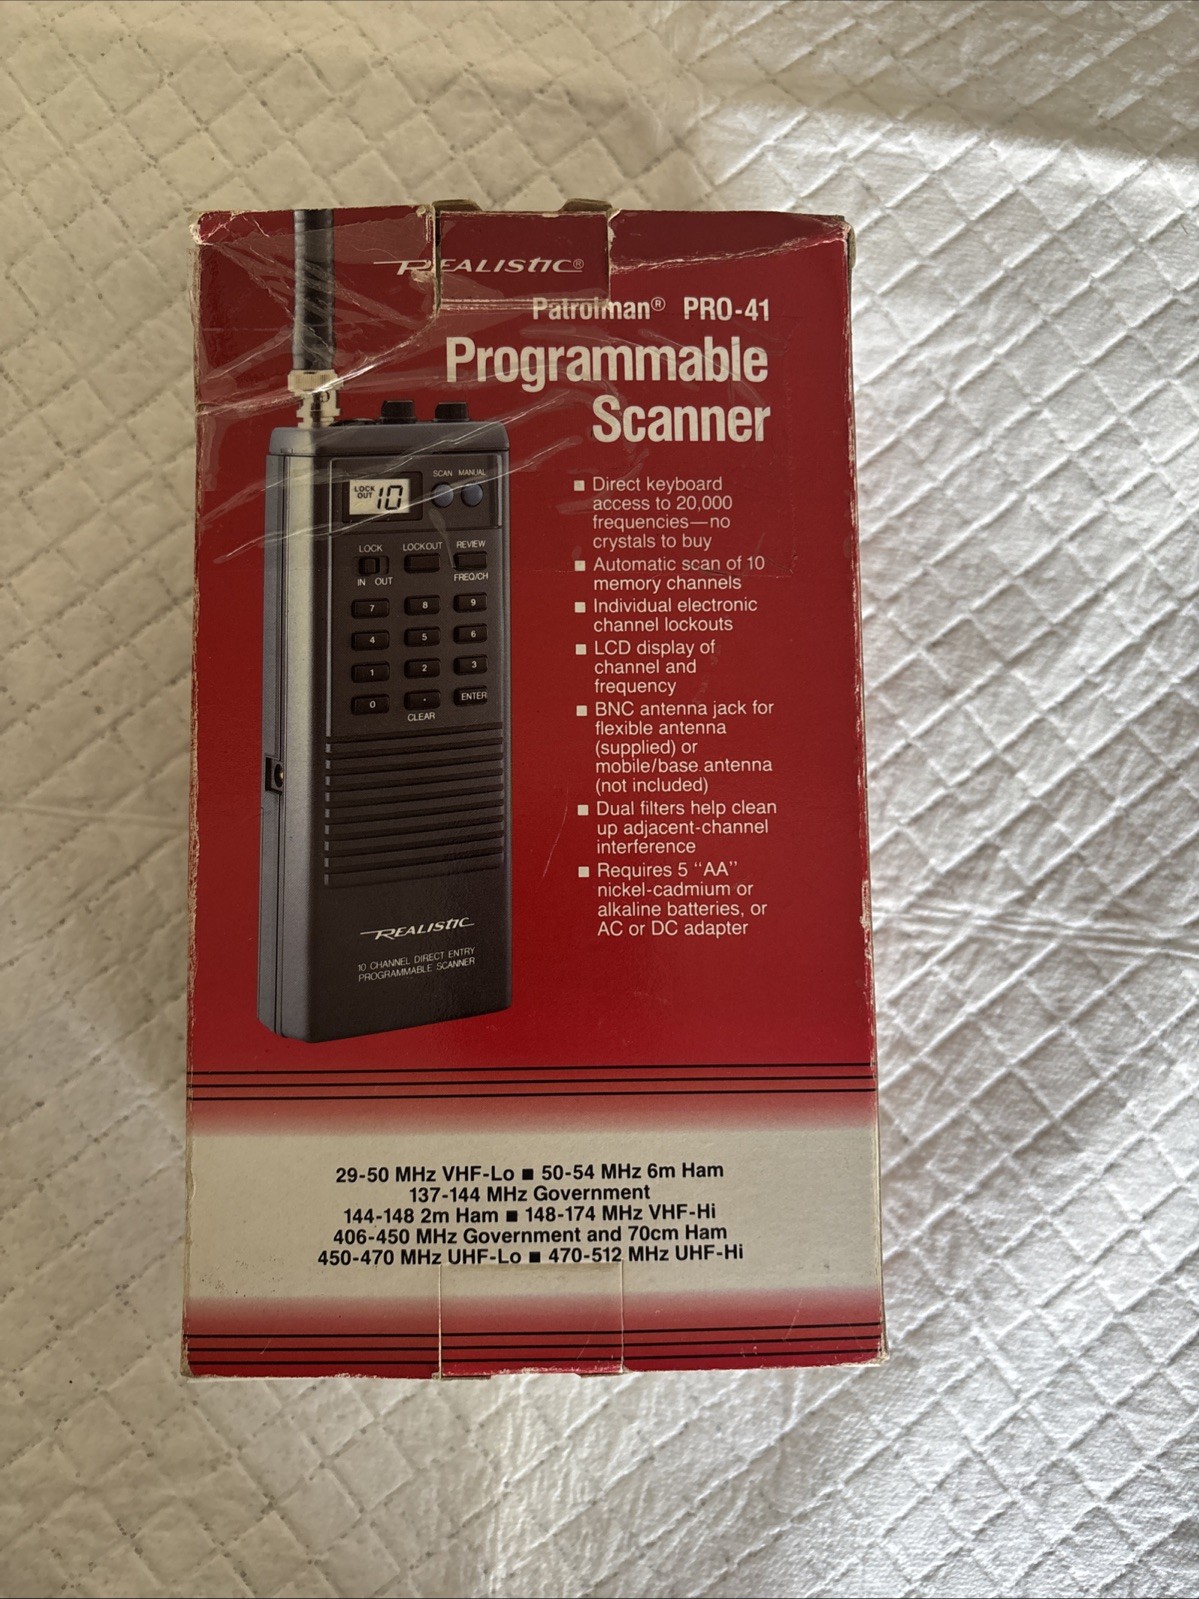 REALISTIC®
Patrolman® PRO-41
Programmable
Scanner
■ Direct keyboard
access to 20,000
frequencies—no
crystals to buy
■ Automatic scan of 10
memory channels
■ Individual electronic
channel lockouts
■ LCD display of
channel and
frequency
■ BNC antenna jack for
flexible antenna
(supplied) or
mobile/base antenna
(not included)
■ Dual filters help clean
up adjacent-channel
interference
■ Requires 5 “AA”
nickel-cadmium or
alkaline batteries, or
AC or DC adapter
SCAN MANUAL
LOCK
OUT 10
LOCK LOCKOUT REVIEW
IN OUT FREQ/CH
7 8 9
4 5 6
1 2 3
0 . ENTER
CLEAR
REALISTIC
10 CHANNEL DIRECT ENTRY
PROGRAMMABLE SCANNER
29-50 MHz VHF-Lo ■ 50-54 MHz 6m Ham
137-144 MHz Government
144-148 2m Ham ■ 148-174 MHz VHF-Hi
406-450 MHz Government and 70cm Ham
450-470 MHz UHF-Lo ■ 470-512 MHz UHF-Hi